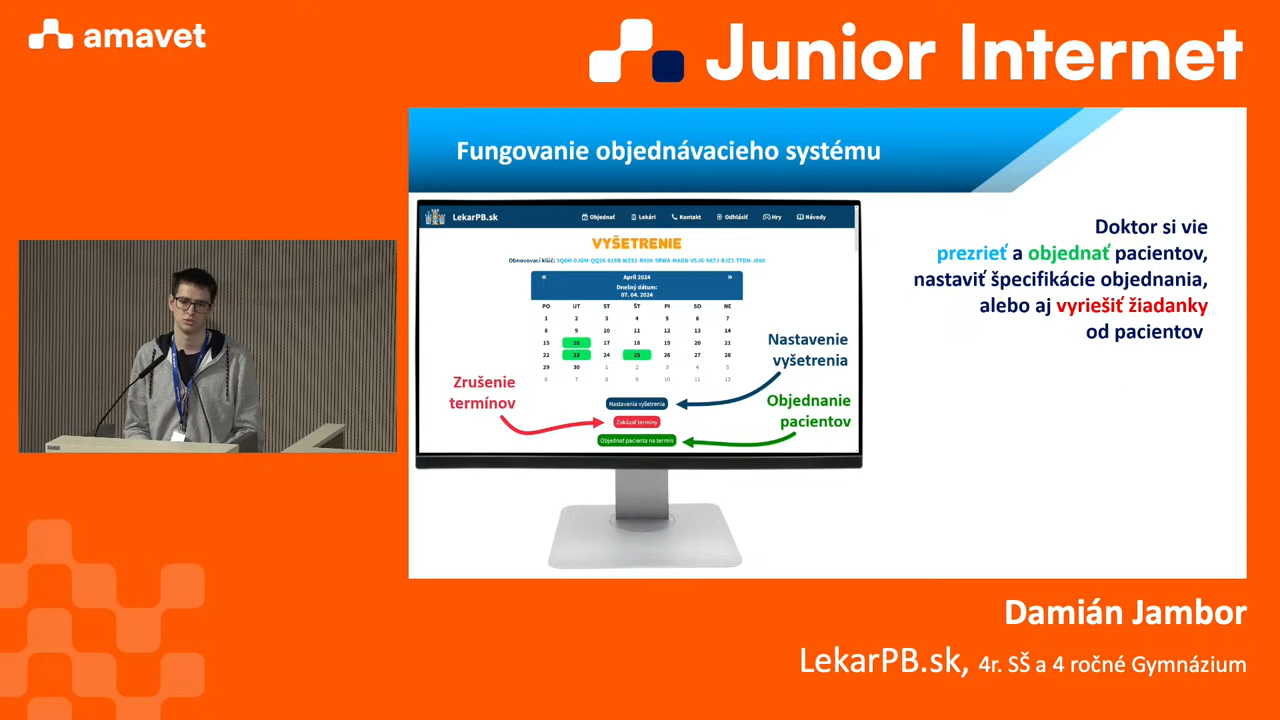 amavet
Junior Internet
Fungovanie objednávacieho systému
LekarPB.sk
Objednať
Lekári
Kontakt
Odhlásiť
Hry
Návody
VYŠETRENIE
Obnovovací kľúč:
« Apríl 2024 »
Dnešný dátum:
07. 04. 2024
PO UT ST ŠT PI SO NE
1 2 3 4 5 6 7
8 9 10 11 12 13 14
15 16 17 18 19 20 21
22 23 24 25 26 27 28
29 30 1 2 3 4 5
6 7 8 9 10 11 12
Nastavenia vyšetrenia
Zakázať termíny
Objednať pacienta na termín
Zrušenie
termínov
Nastavenie
vyšetrenia
Objednanie
pacientov
Doktor si vie
prezrieť a objednať pacientov,
nastaviť špecifikácie objednania,
alebo aj vyriešiť žiadanky
od pacientov
Damián Jambor
LekarPB.sk, 4r. SŠ a 4 ročné Gymnázium